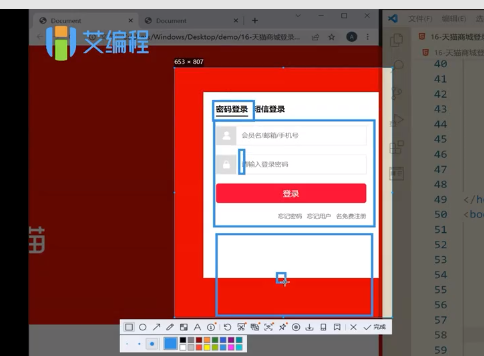 Document
Document
/Windows/Desktop/demo/16-天猫商城登录...
艾编程
653 × 807
密码登录
短信登录
会员名/邮箱/手机号
请输入登录密码
登录
忘记密码 忘记用户 名免费注册
猫
完成
文件(F)
16-天猫商城登
16-天猫商城登录
40
41
42
43
44
45
46
47
48
49 </h
50 <bo
51
52
53
54
55
56
57
58
59